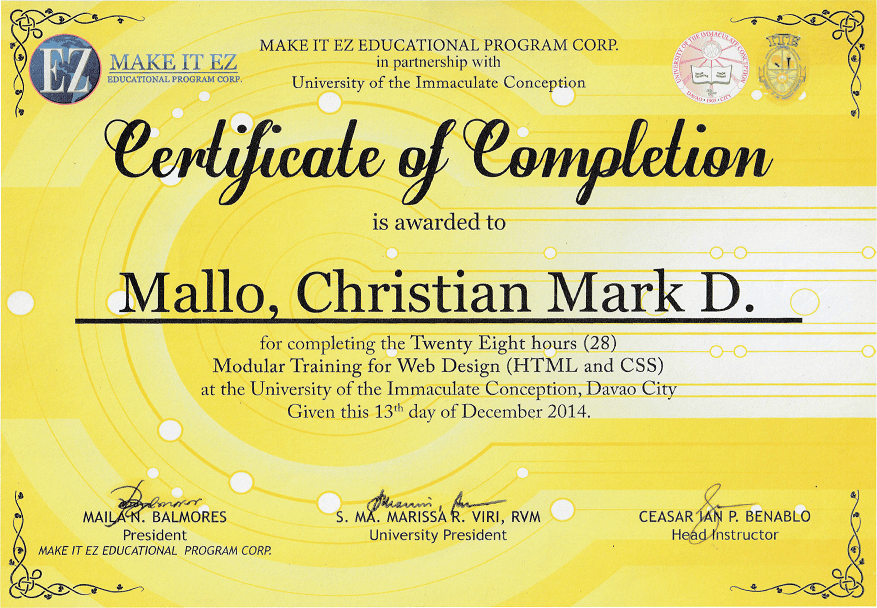 EZ
MAKE IT EZ
EDUCATIONAL PROGRAM CORP.
MAKE IT EZ EDUCATIONAL PROGRAM CORP.
in partnership with
University of the Immaculate Conception
UNIVERSITY OF THE IMMACULATE CONCEPTION
DAVAO • 1905 • CITY
Certificate of Completion
is awarded to
Mallo, Christian Mark D.
for completing the Twenty Eight hours (28)
Modular Training for Web Design (HTML and CSS)
at the University of the Immaculate Conception, Davao City
Given this 13th day of December 2014.
MAILA N. BALMORES
President
MAKE IT EZ EDUCATIONAL PROGRAM CORP.
S. MA. MARISSA R. VIRI, RVM
University President
CEASAR IAN P. BENABLO
Head Instructor